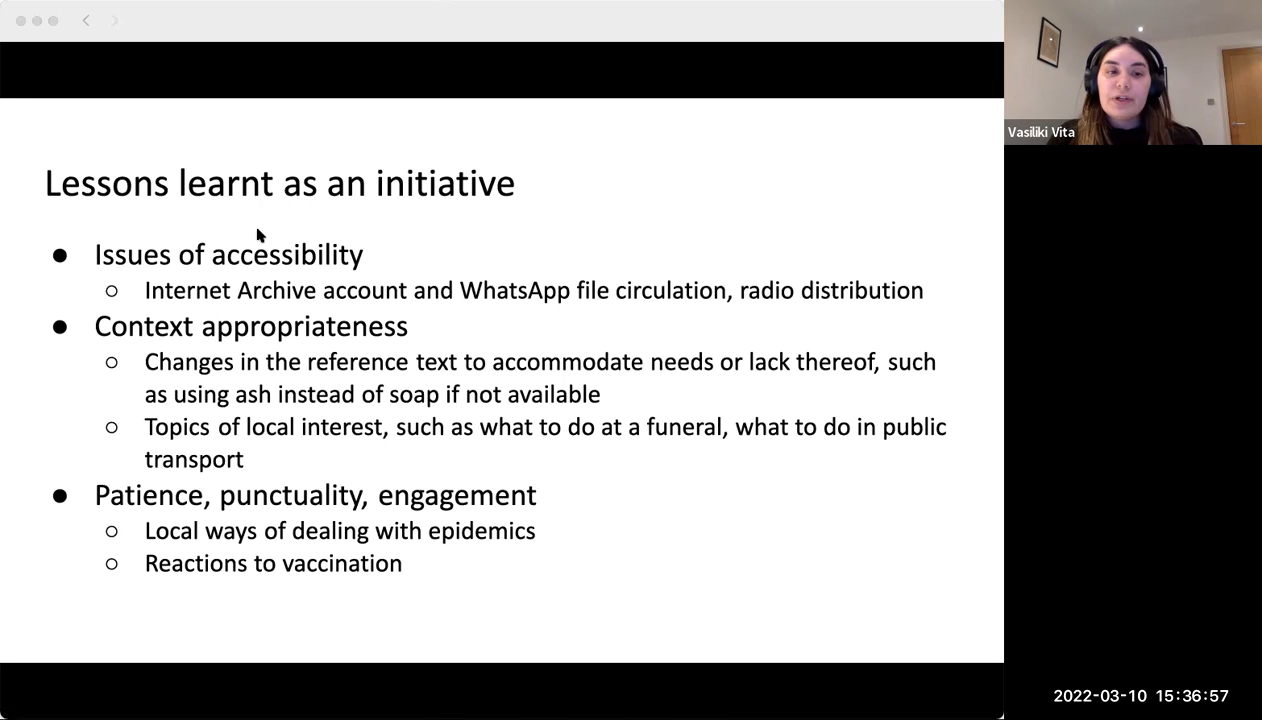 Lessons learnt as an initiative
● Issues of accessibility
○ Internet Archive account and WhatsApp file circulation, radio distribution
● Context appropriateness
○ Changes in the reference text to accommodate needs or lack thereof, such
as using ash instead of soap if not available
○ Topics of local interest, such as what to do at a funeral, what to do in public
transport
● Patience, punctuality, engagement
○ Local ways of dealing with epidemics
○ Reactions to vaccination
Vasiliki Vita
2022-03-10 15:36:57